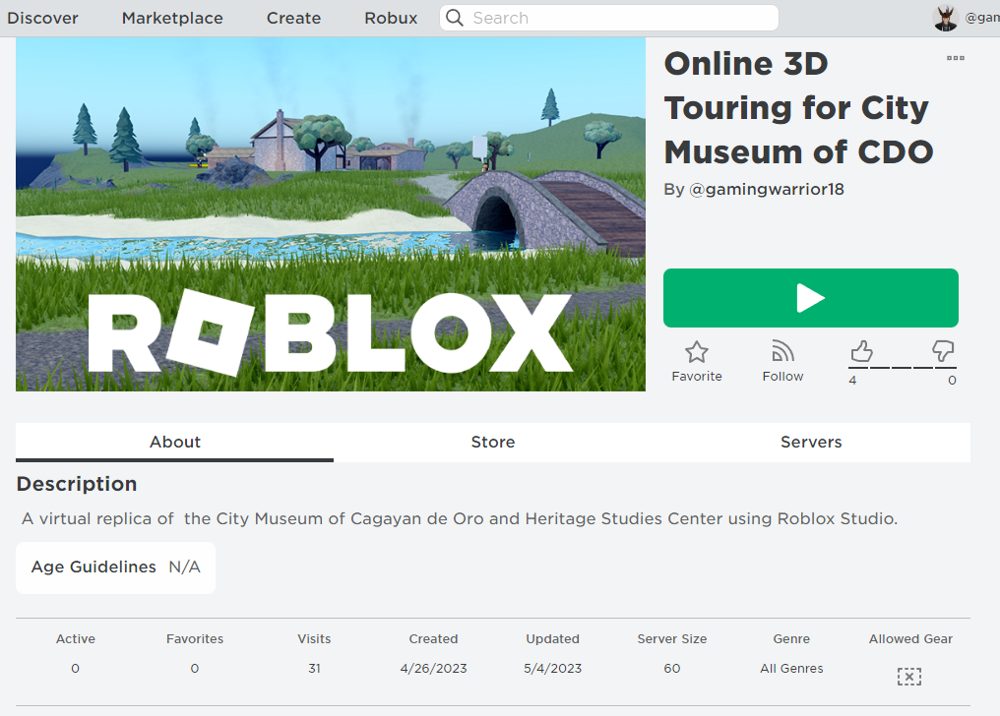 Discover Marketplace Create Robux Search @gam
Online 3D
Touring for City
Museum of CDO
By @gamingwarrior18
ROBLOX
Favorite Follow 4 0
About Store Servers
Description
A virtual replica of the City Museum of Cagayan de Oro and Heritage Studies Center using Roblox Studio.
Age Guidelines N/A
Active Favorites Visits Created Updated Server Size Genre Allowed Gear
0 0 31 4/26/2023 5/4/2023 60 All Genres